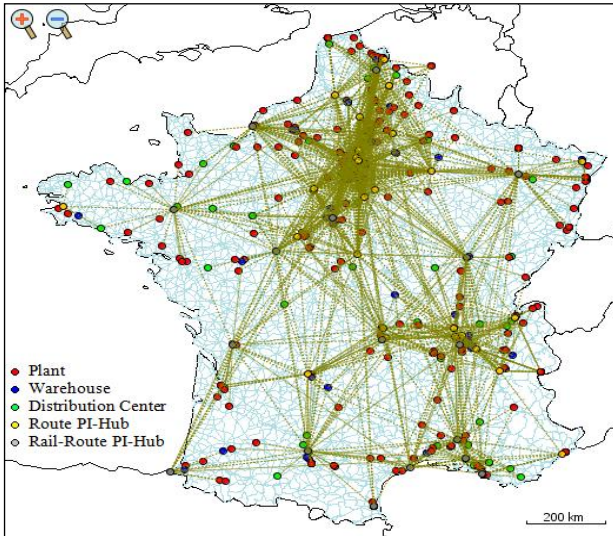 Plant
Warehouse
Distribution Center
Route PI-Hub
Rail-Route PI-Hub
200 km